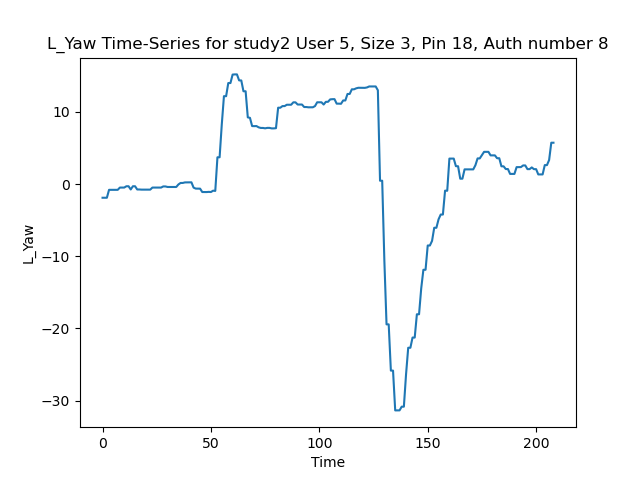 L_Yaw Time-Series for study2 User 5, Size 3, Pin 18, Auth number 8
10
0
−10
−20
−30
L_Yaw
0 50 100 150 200
Time